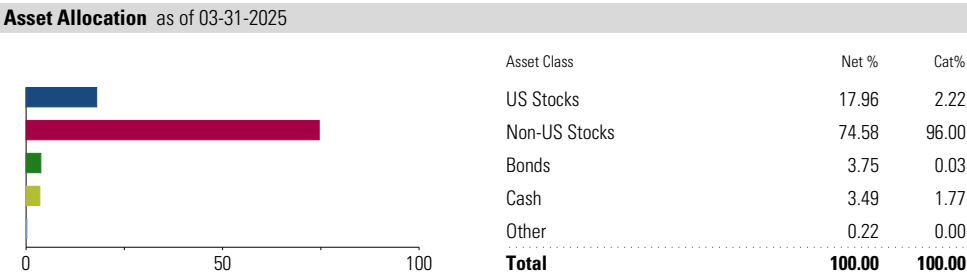 Asset Allocation as of 03-31-2025
Asset Class Net % Cat%
US Stocks 17.96 2.22
Non-US Stocks 74.58 96.00
Bonds 3.75 0.03
Cash 3.49 1.77
Other 0.22 0.00
0 50 100
Total 100.00 100.00